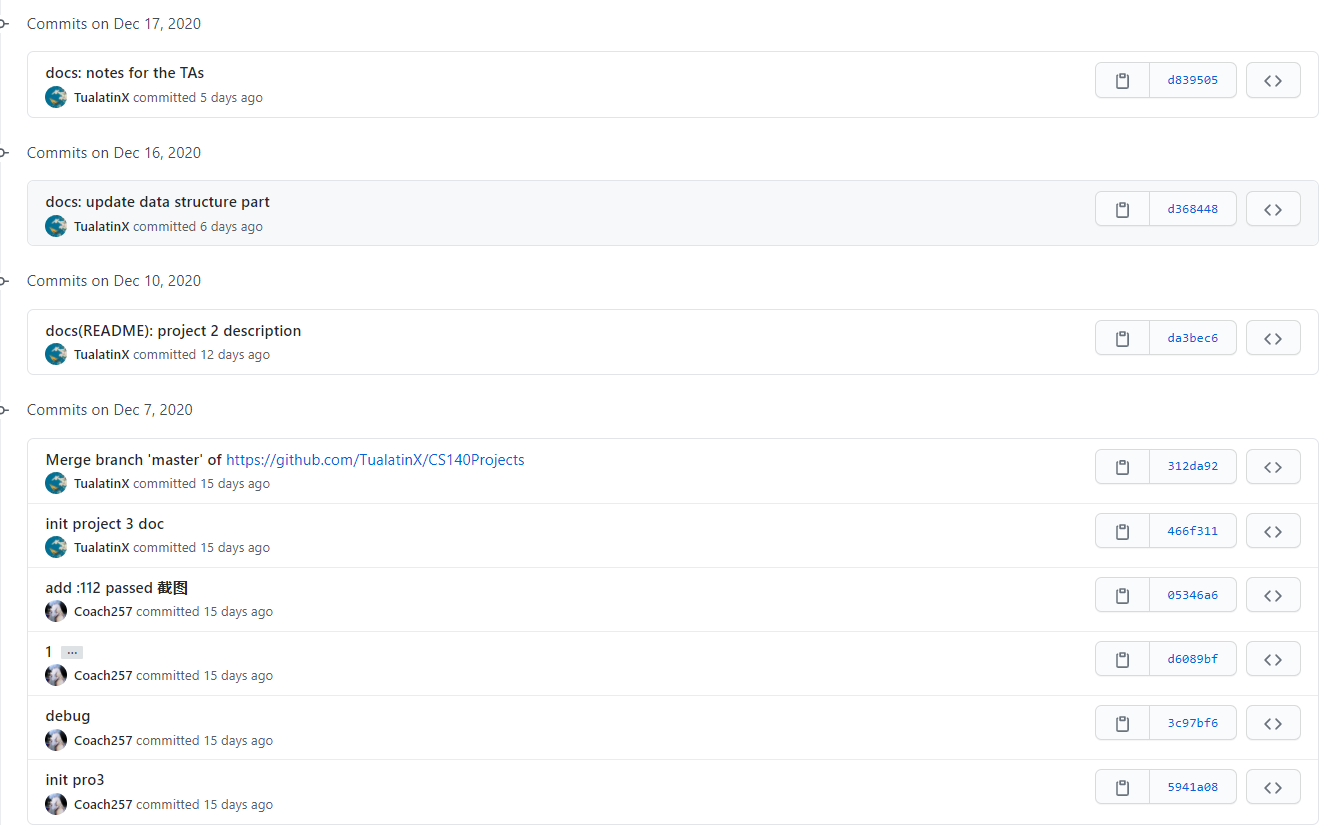 Commits on Dec 17, 2020
docs: notes for the TAs
d839505
TualatinX committed 5 days ago
Commits on Dec 16, 2020
docs: update data structure part
d368448
TualatinX committed 6 days ago
Commits on Dec 10, 2020
docs(README): project 2 description
da3bec6
TualatinX committed 12 days ago
Commits on Dec 7, 2020
Merge branch 'master' of https://github.com/TualatinX/CS140Projects
312da92
TualatinX committed 15 days ago
init project 3 doc
466f311
TualatinX committed 15 days ago
add :112 passed 截图
05346a6
Coach257 committed 15 days ago
1 ...
d6089bf
Coach257 committed 15 days ago
debug
3c97bf6
Coach257 committed 15 days ago
init pro3
5941a08
Coach257 committed 15 days ago